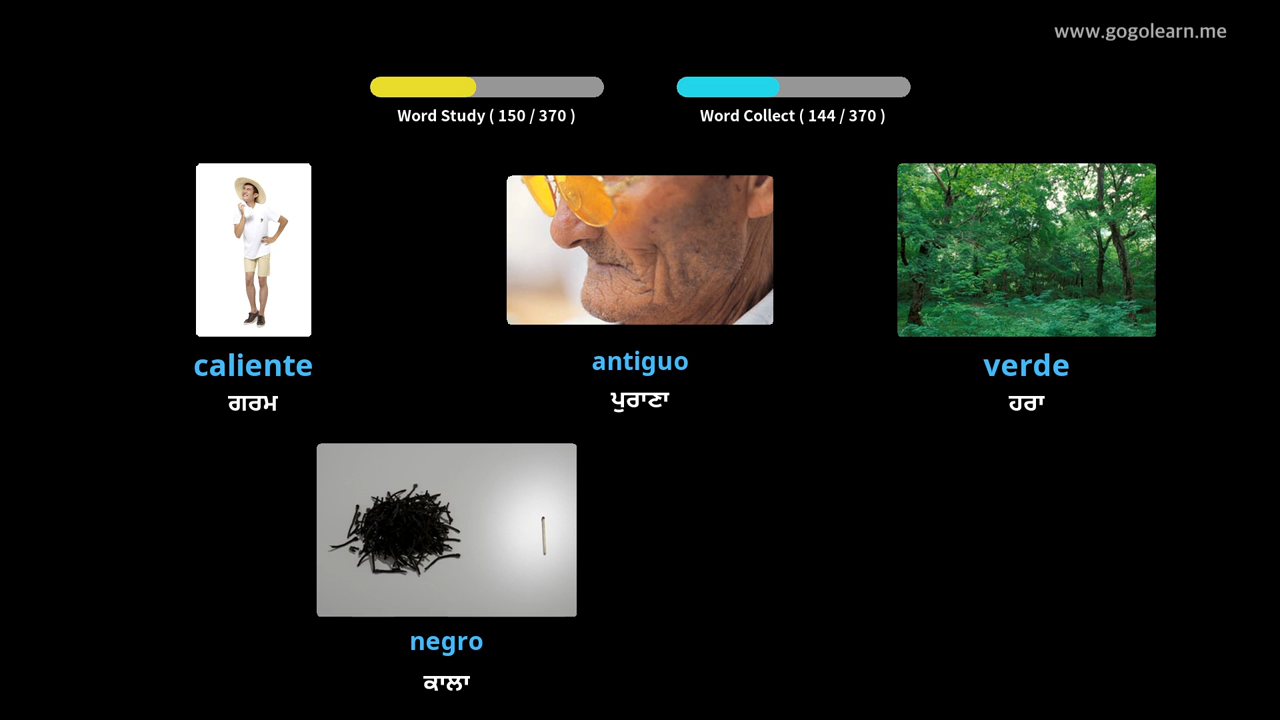 www.gogolearn.me
Word Study ( 150 / 370 )
Word Collect ( 144 / 370 )
caliente
ਗਰਮ
antiguo
ਪੁਰਾਣਾ
verde
ਹਰਾ
negro
ਕਾਲਾ